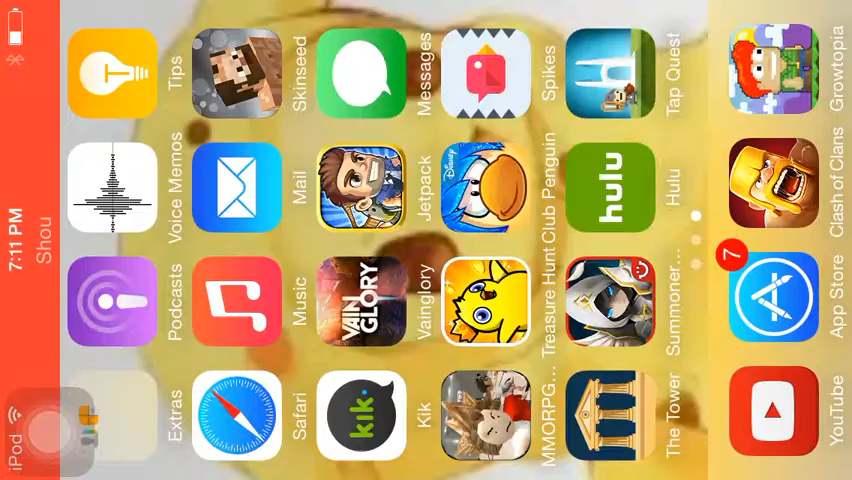 iPod 7:11 PM
Shou
Extras Podcasts Voice Memos Tips
Safari Music Mail Skinseed
kik·
VAIN
GLORY
Kik Vainglory Jetpack Messages
Disney
MMORPG... Treasure Hunt Club Penguin Spikes
hulu
The Tower Summoner... Hulu Tap Quest
7
YouTube App Store Clash of Clans Growtopia